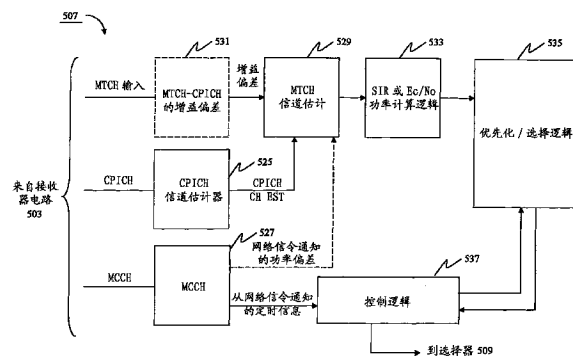 507
531
529
533
535
MTCH 输入
MTCH-CPICH
的增益偏差
增益
偏差
MTCH
信道估计
SIR 或 Ec/No
功率计算逻辑
优先化 / 选择逻辑
525
来自接收
器电路
503
CPICH
CPICH
信道估计器
CPICH
CH EST
527
网络信令通知
的功率偏差
537
MCCH
MCCH
从网络信令通知
的定时信息
控制逻辑
到选择器 509